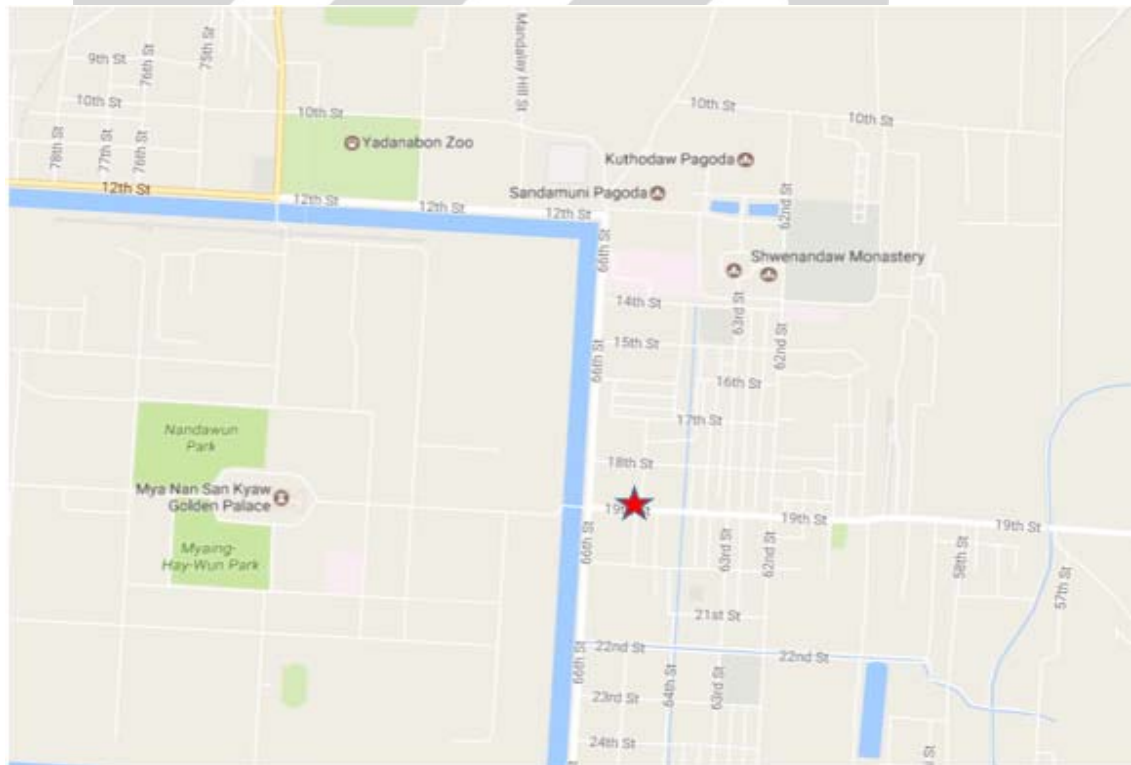 Mandalay Hill St
9th St
76th St
75th St
10th St
10th St
10th St
10th St
78th St
77th St
76th St
Yadanabon Zoo
Kuthodaw Pagoda
12th St
Sandamuni Pagoda
12th St
12th St
12th St
62nd St
66th St
Shwenandaw Monastery
14th St
63rd St
15th St
62nd St
66th St
16th St
17th St
Nandawun
Park
18th St
Mya Nan San Kyaw
Golden Palace
19th St
19th St
66th St
63rd St
62nd St
58th St
57th St
Myaing-
Hay-Wun Park
21st St
22nd St
22nd St
66th St
64th St
63rd St
23rd St
24th St